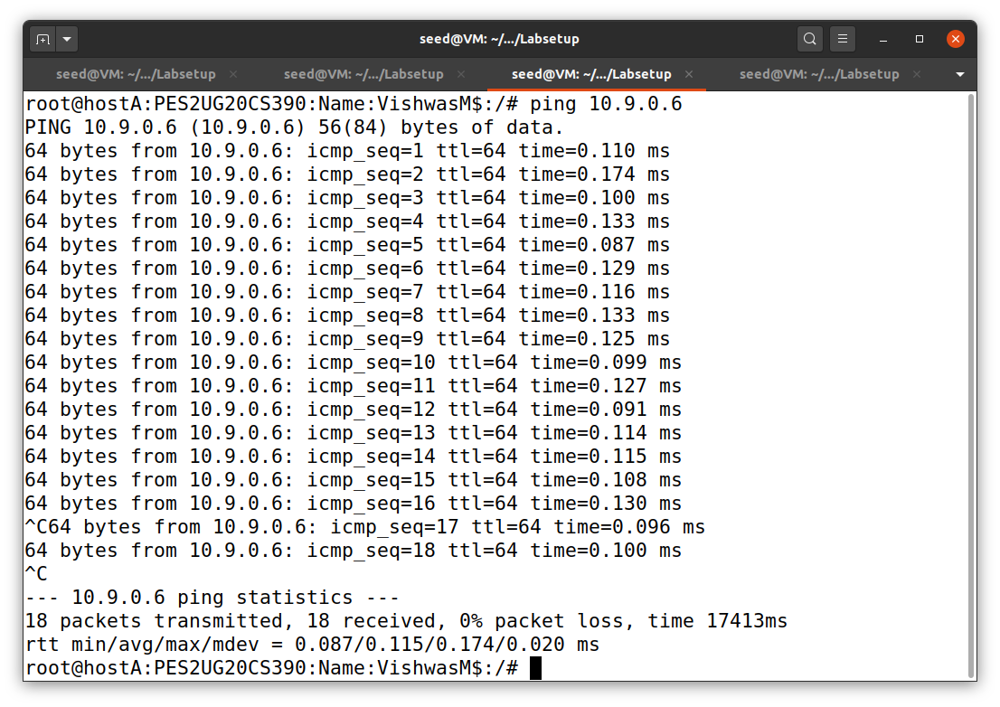 seed@VM: ~/.../Labsetup
seed@VM: ~/.../Labsetup seed@VM: ~/.../Labsetup seed@VM: ~/.../Labsetup seed@VM: ~/.../Labsetup
root@hostA:PES2UG20CS390:Name:VishwasM$:/# ping 10.9.0.6
PING 10.9.0.6 (10.9.0.6) 56(84) bytes of data.
64 bytes from 10.9.0.6: icmp_seq=1 ttl=64 time=0.110 ms
64 bytes from 10.9.0.6: icmp_seq=2 ttl=64 time=0.174 ms
64 bytes from 10.9.0.6: icmp_seq=3 ttl=64 time=0.100 ms
64 bytes from 10.9.0.6: icmp_seq=4 ttl=64 time=0.133 ms
64 bytes from 10.9.0.6: icmp_seq=5 ttl=64 time=0.087 ms
64 bytes from 10.9.0.6: icmp_seq=6 ttl=64 time=0.129 ms
64 bytes from 10.9.0.6: icmp_seq=7 ttl=64 time=0.116 ms
64 bytes from 10.9.0.6: icmp_seq=8 ttl=64 time=0.133 ms
64 bytes from 10.9.0.6: icmp_seq=9 ttl=64 time=0.125 ms
64 bytes from 10.9.0.6: icmp_seq=10 ttl=64 time=0.099 ms
64 bytes from 10.9.0.6: icmp_seq=11 ttl=64 time=0.127 ms
64 bytes from 10.9.0.6: icmp_seq=12 ttl=64 time=0.091 ms
64 bytes from 10.9.0.6: icmp_seq=13 ttl=64 time=0.114 ms
64 bytes from 10.9.0.6: icmp_seq=14 ttl=64 time=0.115 ms
64 bytes from 10.9.0.6: icmp_seq=15 ttl=64 time=0.108 ms
64 bytes from 10.9.0.6: icmp_seq=16 ttl=64 time=0.130 ms
^C64 bytes from 10.9.0.6: icmp_seq=17 ttl=64 time=0.096 ms
64 bytes from 10.9.0.6: icmp_seq=18 ttl=64 time=0.100 ms
^C
--- 10.9.0.6 ping statistics ---
18 packets transmitted, 18 received, 0% packet loss, time 17413ms
rtt min/avg/max/mdev = 0.087/0.115/0.174/0.020 ms
root@hostA:PES2UG20CS390:Name:VishwasM$:/#